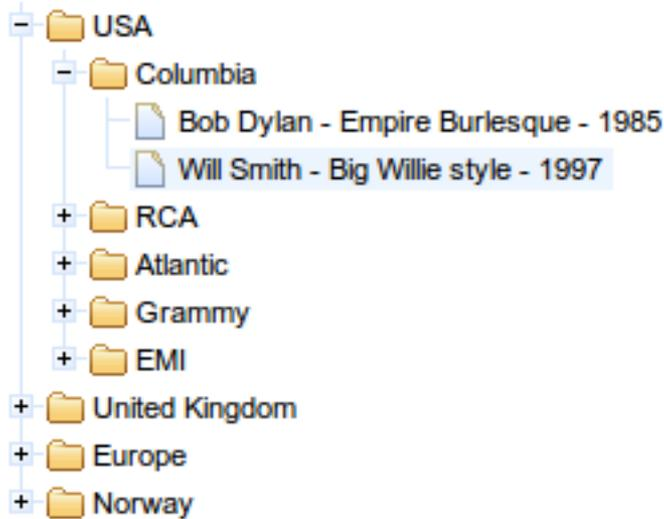 USA
Columbia
Bob Dylan - Empire Burlesque - 1985
Will Smith - Big Willie style - 1997
RCA
Atlantic
Grammy
EMI
United Kingdom
Europe
Norway